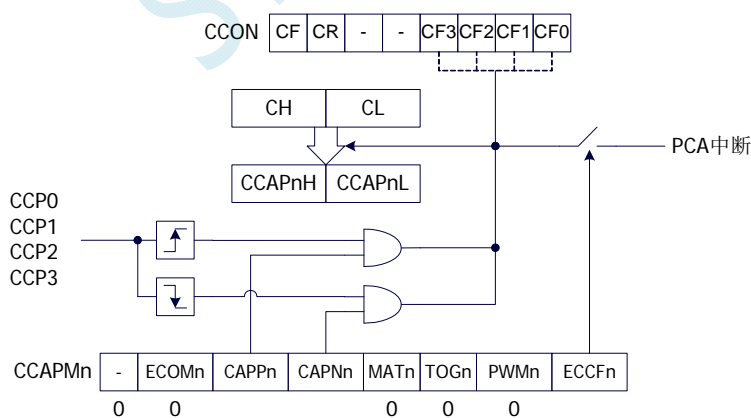 CCON CF CR - - CF3 CF2 CF1 CF0
CH CL
PCA中断
CCAPnH CCAPnL
CCP0
CCP1
CCP2
CCP3
CCAPMn - ECOMn CAPPn CAPNn MATn TOGn PWMn ECCFn
0 0 0 0 0